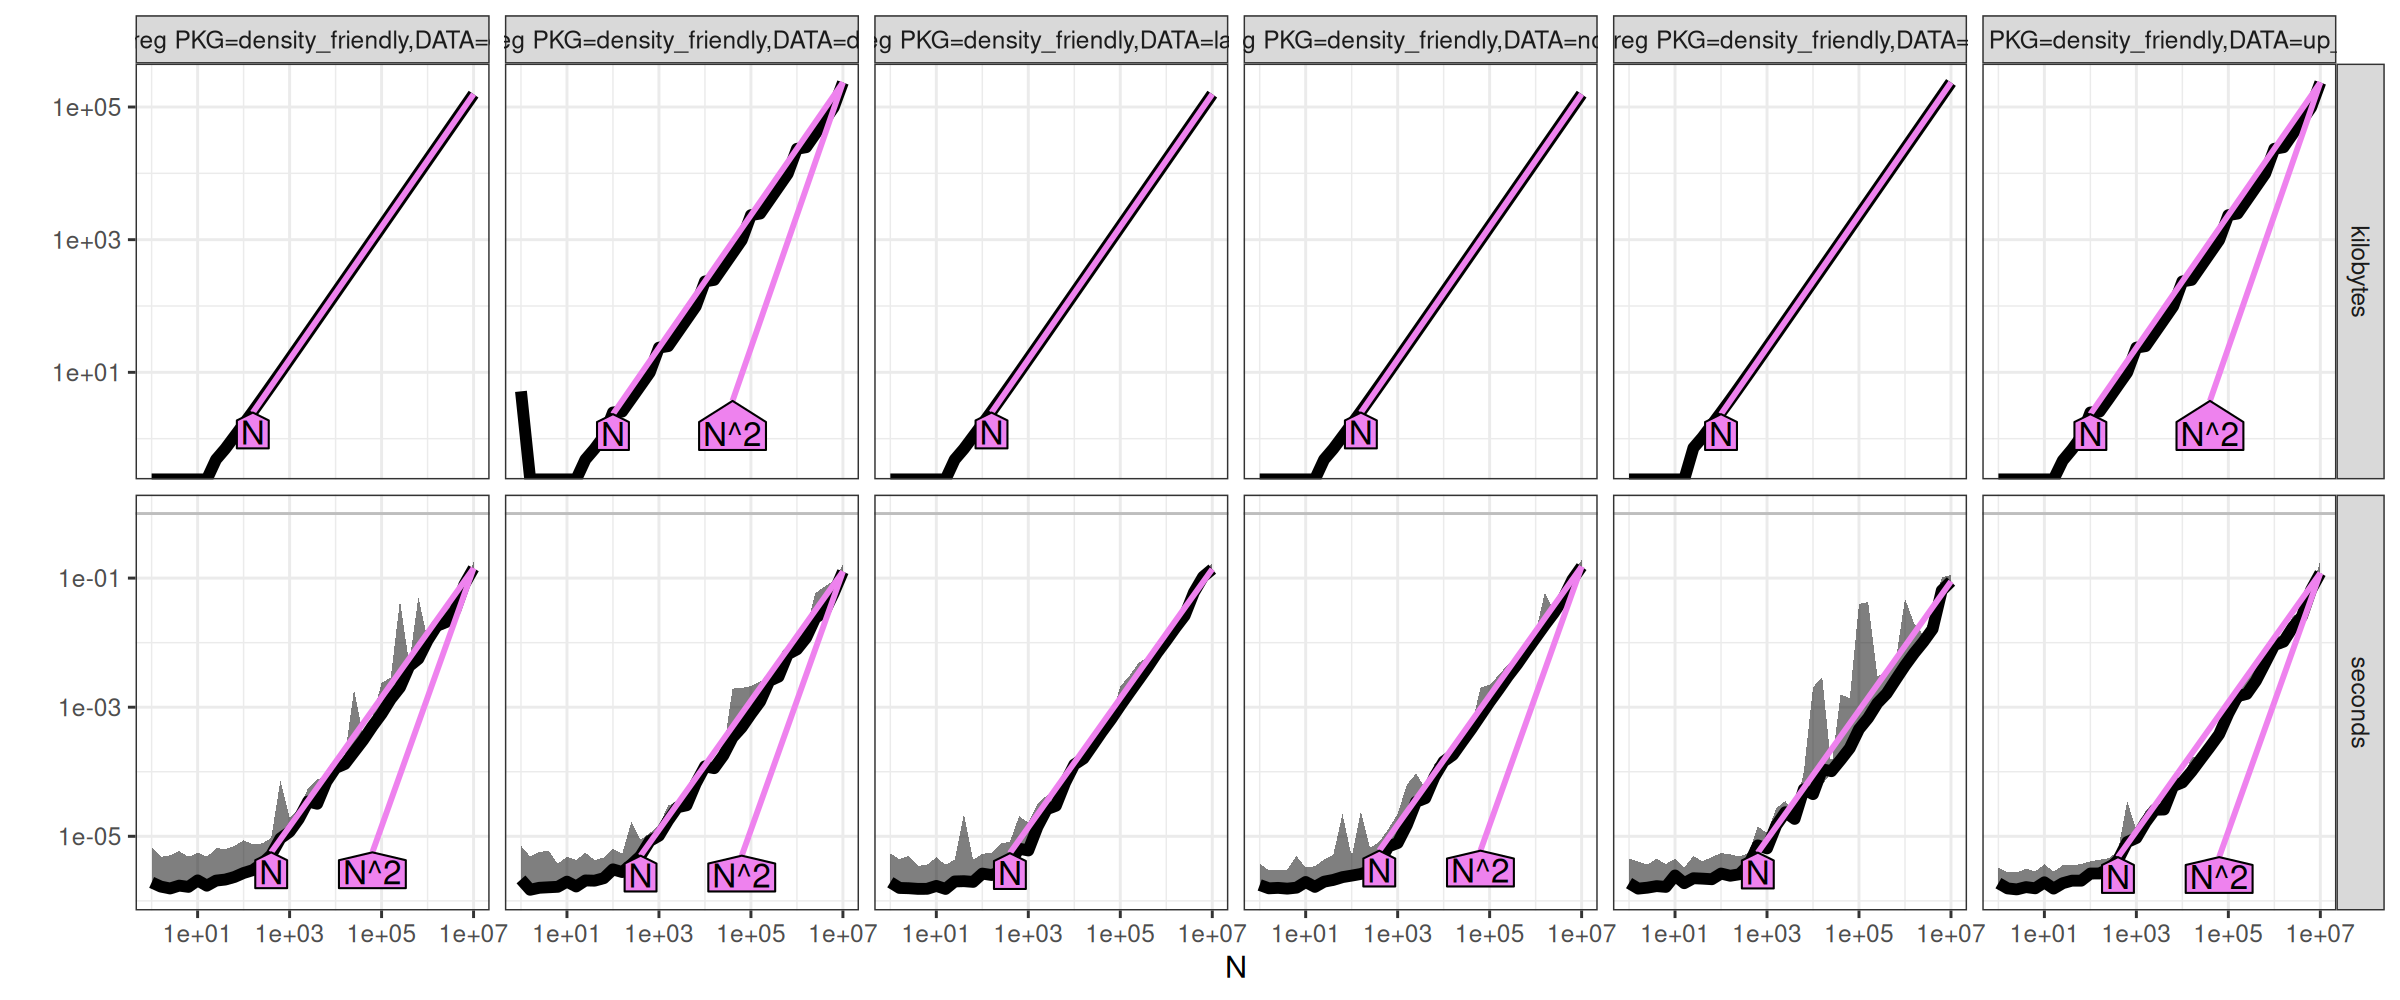 reg PKG=density_friendly,DATA=
eg PKG=density_friendly,DATA=d
eg PKG=density_friendly,DATA=la
g PKG=density_friendly,DATA=no
reg PKG=density_friendly,DATA=
PKG=density_friendly,DATA=up_
1e+05
1e+03
1e+01
N
N
N^2
N
N
N
N
N^2
kilobytes
1e-01
1e-03
1e-05
N
N^2
N
N^2
N
N
N^2
N
N
N^2
seconds
1e+01 1e+03 1e+05 1e+07
1e+01 1e+03 1e+05 1e+07
1e+01 1e+03 1e+05 1e+07
1e+01 1e+03 1e+05 1e+07
1e+01 1e+03 1e+05 1e+07
1e+01 1e+03 1e+05 1e+07
N